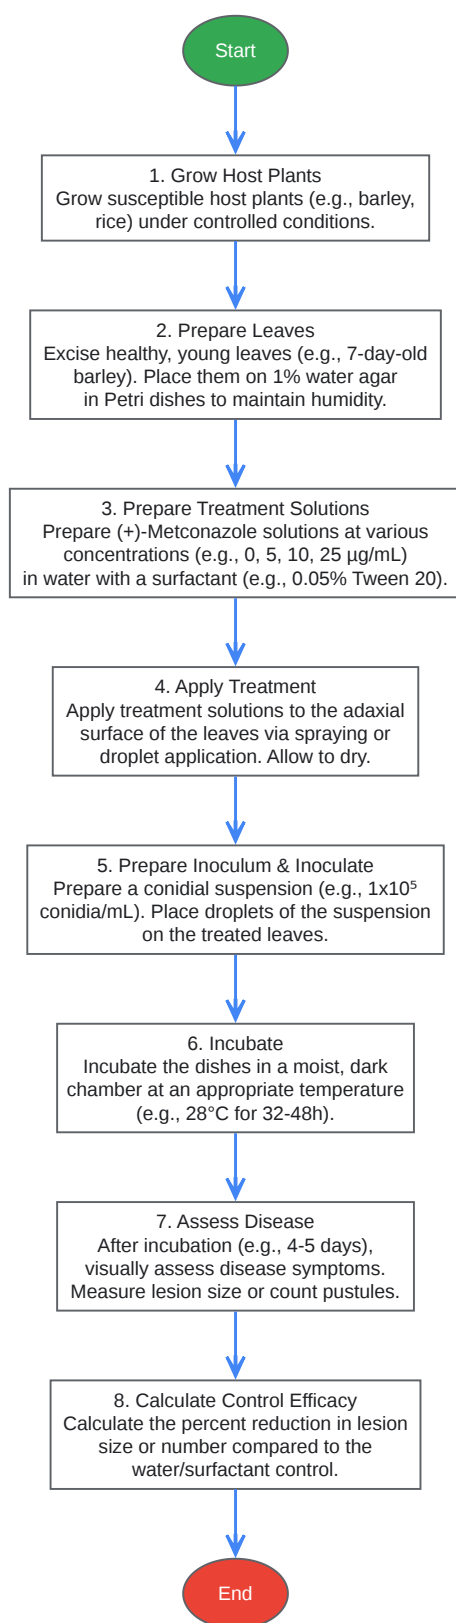 Start
1. Grow Host Plants
Grow susceptible host plants (e.g., barley,
rice) under controlled conditions.
2. Prepare Leaves
Excise healthy, young leaves (e.g., 7-day-old
barley). Place them on 1% water agar
in Petri dishes to maintain humidity.
3. Prepare Treatment Solutions
Prepare (+)-Metconazole solutions at various
concentrations (e.g., 0, 5, 10, 25 µg/mL)
in water with a surfactant (e.g., 0.05% Tween 20).
4. Apply Treatment
Apply treatment solutions to the adaxial
surface of the leaves via spraying or
droplet application. Allow to dry.
5. Prepare Inoculum & Inoculate
Prepare a conidial suspension (e.g., 1x10⁵
conidia/mL). Place droplets of the suspension
on the treated leaves.
6. Incubate
Incubate the dishes in a moist, dark
chamber at an appropriate temperature
(e.g., 28°C for 32-48h).
7. Assess Disease
After incubation (e.g., 4-5 days),
visually assess disease symptoms.
Measure lesion size or count pustules.
8. Calculate Control Efficacy
Calculate the percent reduction in lesion
size or number compared to the
water/surfactant control.
End